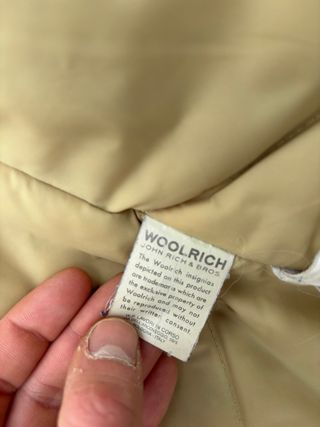 WOOLRICH
JOHN RICH & BROS.
The Woolrich insignias
depicted on this product
are trademarks which are
the exclusive property of
Woolrich and may not
be reproduced without
their written consent.
ITALY